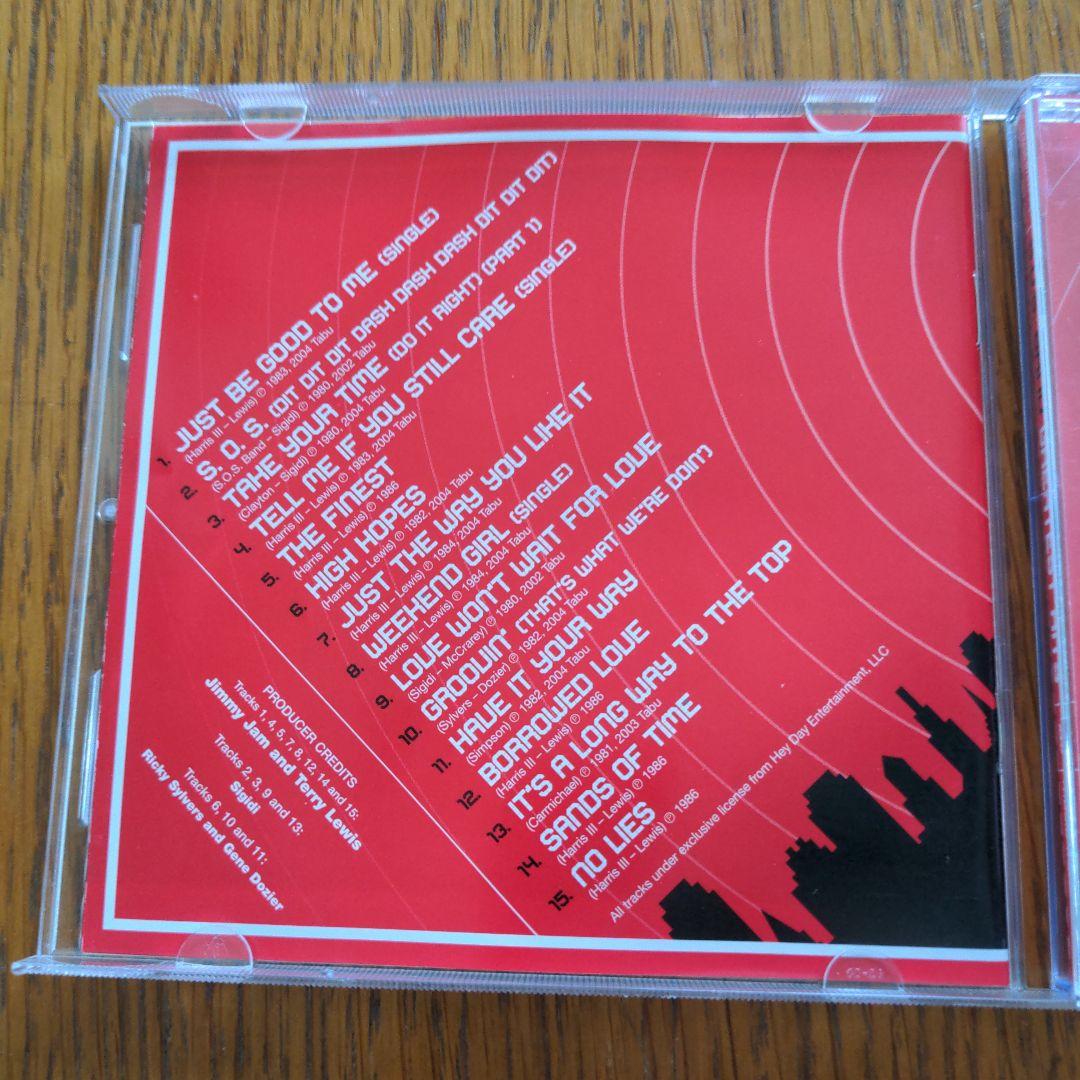 1. JUST BE GOOD TO ME (SINGLE)
(Harris III - Lewis) ℗ 1983, 2004 Tabu
2. S. O. S. (DIT DIT DIT DASH DASH DASH DIT DIT DIT)
(S.O.S. Band - Sigidi) ℗ 1980, 2002 Tabu
3. TAKE YOUR TIME (DO IT RIGHT) (PART 1)
(Clayton - Sigidi) ℗ 1980, 2004 Tabu
4. TELL ME IF YOU STILL CARE (SINGLE)
(Harris III - Lewis) ℗ 1983, 2004 Tabu
5. THE FINEST
(Harris III - Lewis) ℗ 1986
6. HIGH HOPES
(Harris III - Lewis) ℗ 1982, 2004 Tabu
7. JUST THE WAY YOU LIKE IT
(Harris III - Lewis) ℗ 1984, 2004 Tabu
8. WEEKEND GIRL (SINGLE)
(Harris III - Lewis) ℗ 1984, 2004 Tabu
9. LOVE WON'T WAIT FOR LOVE
(Sigidi - McCrarey) ℗ 1980, 2002 Tabu
10. GROOVIN' (THAT'S WHAT WE'RE DOIN')
(Sylvers - Dozier) ℗ 1982, 2004 Tabu
11. HAVE IT YOUR WAY
(Simpson) ℗ 1982, 2004 Tabu
12. BORROWED LOVE
(Harris III - Lewis) ℗ 1986
13. IT'S A LONG WAY TO THE TOP
(Carmichael) ℗ 1981, 2003 Tabu
14. SANDS OF TIME
(Harris III - Lewis) ℗ 1986
15. NO LIES
(Harris III - Lewis) ℗ 1986
All tracks under exclusive license from Hey Day Entertainment, LLC
PRODUCER CREDITS
Tracks 1, 4, 5, 7, 8, 12, 14 and 15:
Jimmy Jam and Terry Lewis
Tracks 2, 3, 9 and 13:
Sigidi
Tracks 6, 10 and 11:
Ricky Sylvers and Gene Dozier